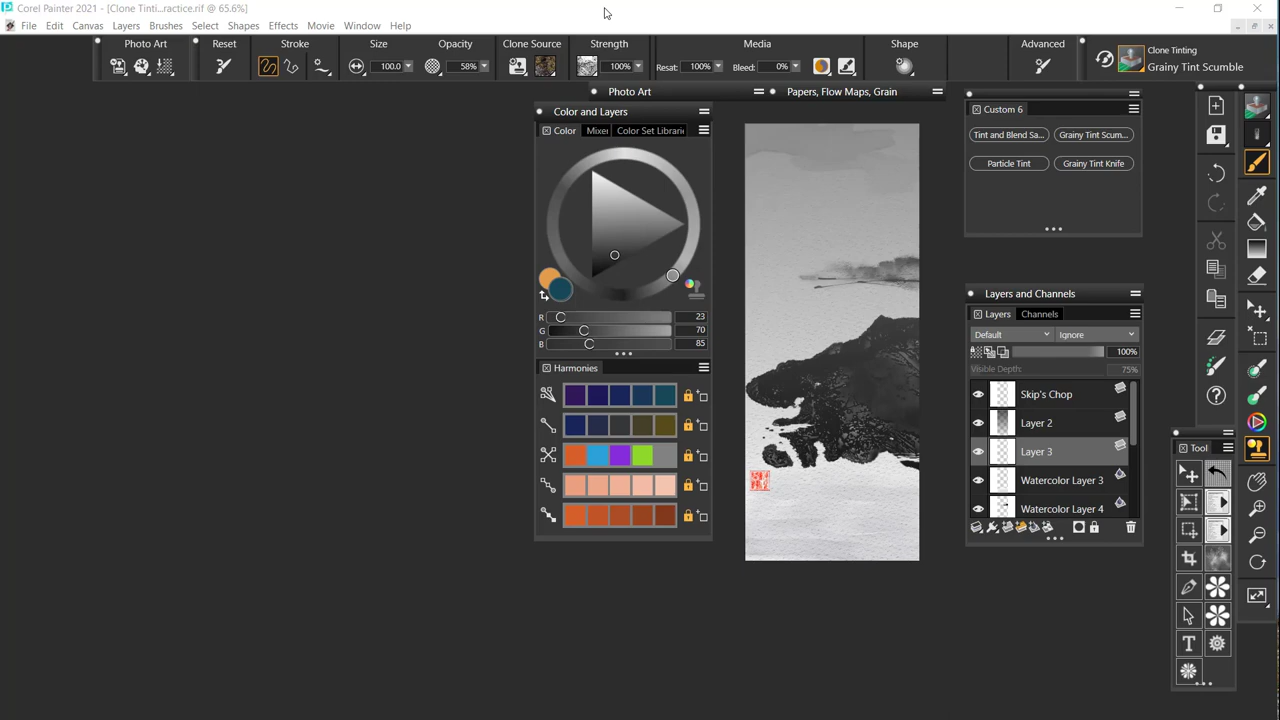 Corel Painter 2021 - [Clone Tinti...ractice.rif @ 65.6%]
File Edit Canvas Layers Brushes Select Shapes Effects Movie Window Help
Photo Art Reset Stroke Size Opacity Clone Source Strength Media Shape Advanced
100.0 58% 100% Resat: 100% Bleed: 0%
Clone Tinting
Grainy Tint Scumble
Photo Art Papers, Flow Maps, Grain
Color and Layers
Color Mixer Color Set Librarie
R 23
G 70
B 85
Harmonies
Custom 6
Tint and Blend Sa... Grainy Tint Scum...
Particle Tint Grainy Tint Knife
Layers and Channels
Layers Channels
Default Ignore
100%
Visible Depth: 75%
Skip's Chop
Layer 2
Layer 3
Watercolor Layer 3
Watercolor Layer 4
Tool
T